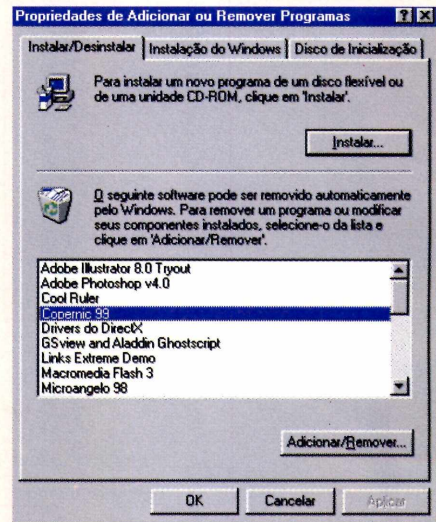 Propriedades de Adicionar ou Remover Programas
Instalar/Desinstalar
Instalação do Windows
Disco de Inicialização
Para instalar um novo programa de um disco flexível ou
de uma unidade CD-ROM, clique em 'Instalar'.
Instalar...
O seguinte software pode ser removido automaticamente
pelo Windows. Para remover um programa ou modificar
seus componentes instalados, selecione-o da lista e
clique em 'Adicionar/Remover'.
Adobe Illustrator 8.0 Tryout
Adobe Photoshop v4.0
Cool Ruler
Copernic 99
Drivers do DirectX
GSview and Aladdin Ghostscript
Links Extreme Demo
Macromedia Flash 3
Microangelo 98
Adicionar/Remover...
OK
Cancelar
Aplicar